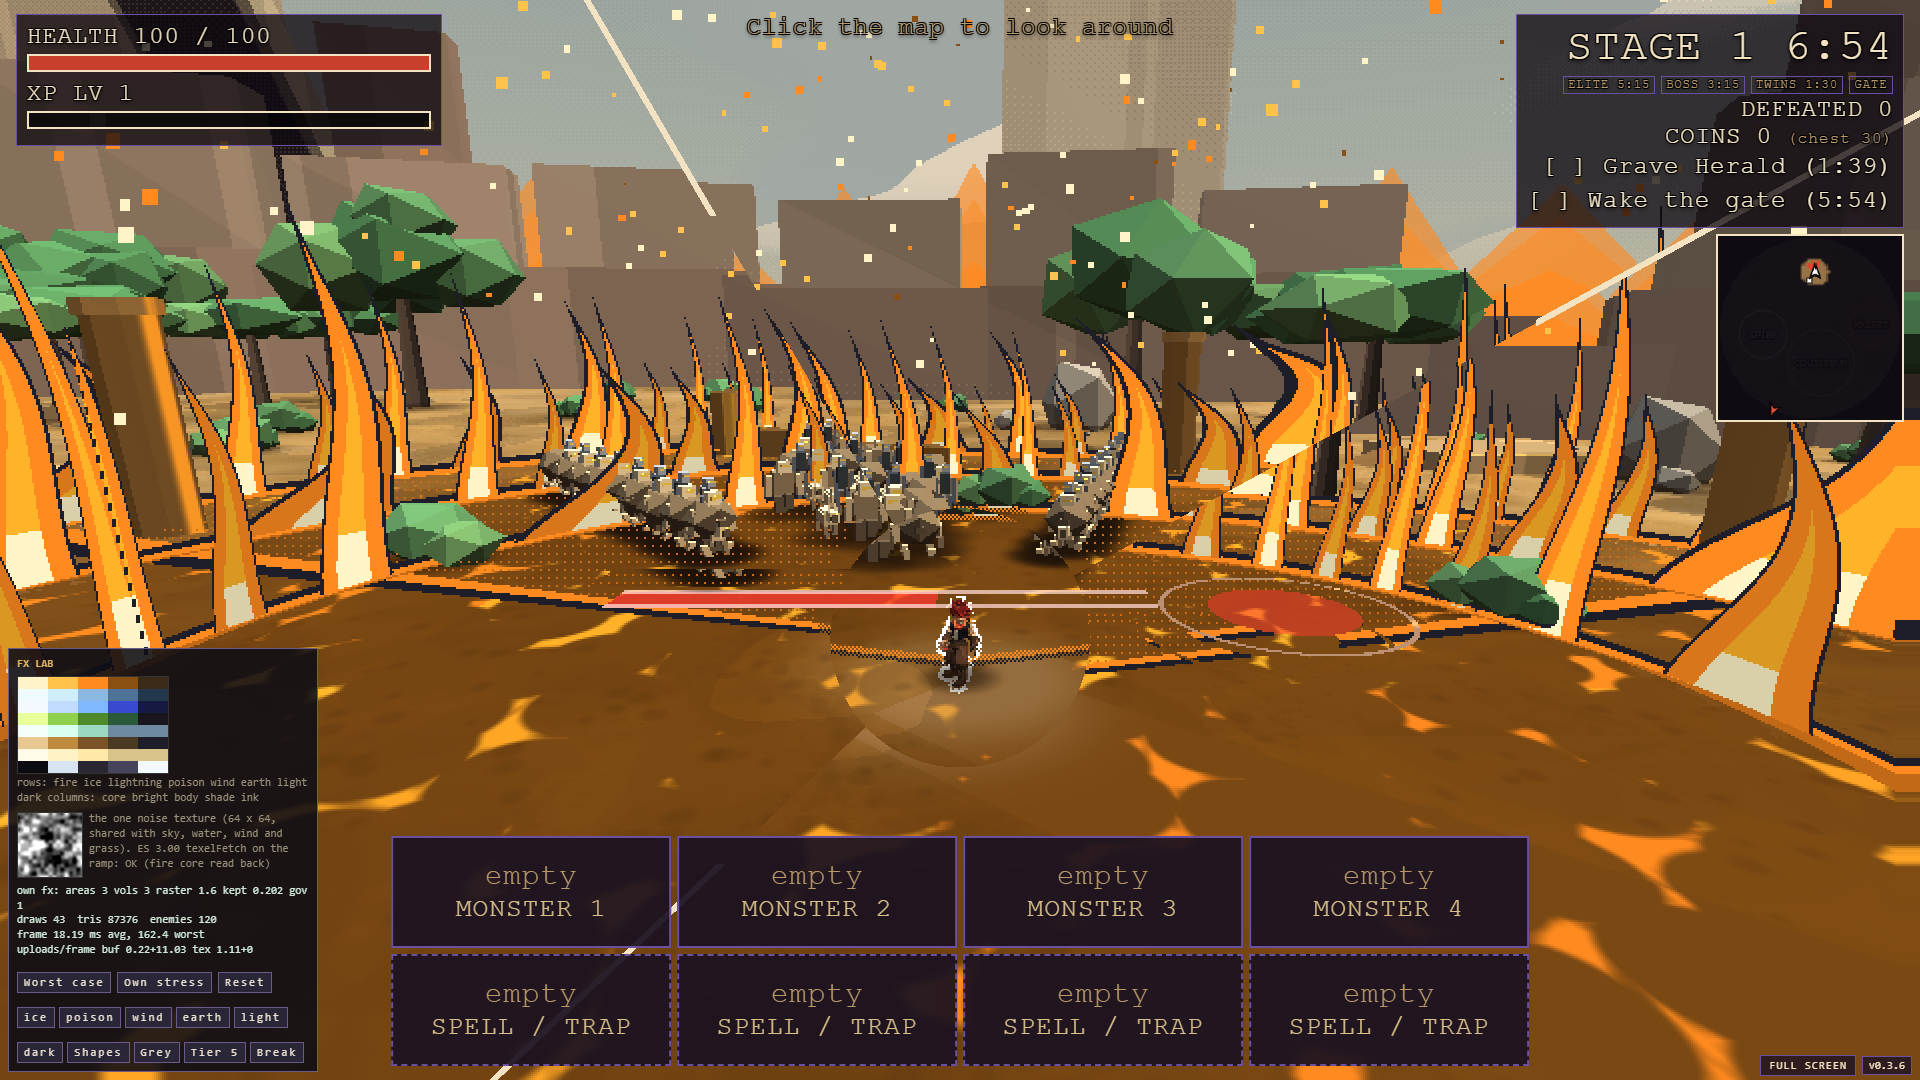 HEALTH 100 / 100
XP LV 1
Click the map to look around
STAGE 1 6:54
ELITE 5:15 BOSS 3:15 TWINS 1:30 GATE
DEFEATED 0
COINS 0 (chest 30)
[ ] Grave Herald (1:39)
[ ] Wake the gate (5:54)
FX LAB
rows: fire ice lightning poison wind earth light
dark columns: core bright body shade ink
the one noise texture (64 x 64,
shared with sky, water, wind and
grass). ES 3.00 texelFetch on the
ramp: OK (fire core read back)
own fx: areas 3 vols 3 raster 1.6 kept 0.202 gov
1
draws 43 tris 87376 enemies 120
frame 18.19 ms avg, 162.4 worst
uploads/frame buf 0.22+11.03 tex 1.11+0
Worst case Own stress Reset
ice poison wind earth light
dark Shapes Grey Tier 5 Break
empty
MONSTER 1
empty
MONSTER 2
empty
MONSTER 3
empty
MONSTER 4
empty
SPELL / TRAP
empty
SPELL / TRAP
empty
SPELL / TRAP
empty
SPELL / TRAP
FULL SCREEN v0.3.6